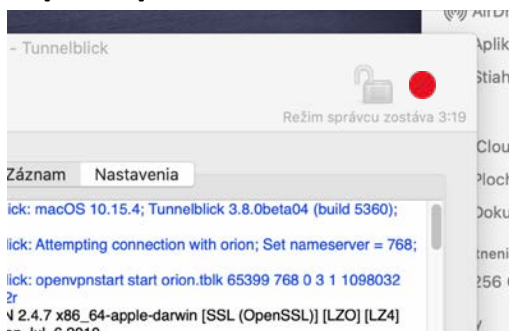 AirDr
- Tunnelblick
Aplik
Stiah
Režim správcu zostáva 3:19
Clou
Záznam
Nastavenia
Ploch
ick: macOS 10.15.4; Tunnelblick 3.8.0beta04 (build 5360);
Doku
lick: Attempting connection with orion; Set nameserver = 768;
lick: openvpnstart start orion.tblk 65399 768 0 3 1 1098032
256
2r
N 2.4.7 x86_64-apple-darwin [SSL (OpenSSL)] [LZO] [LZ4]